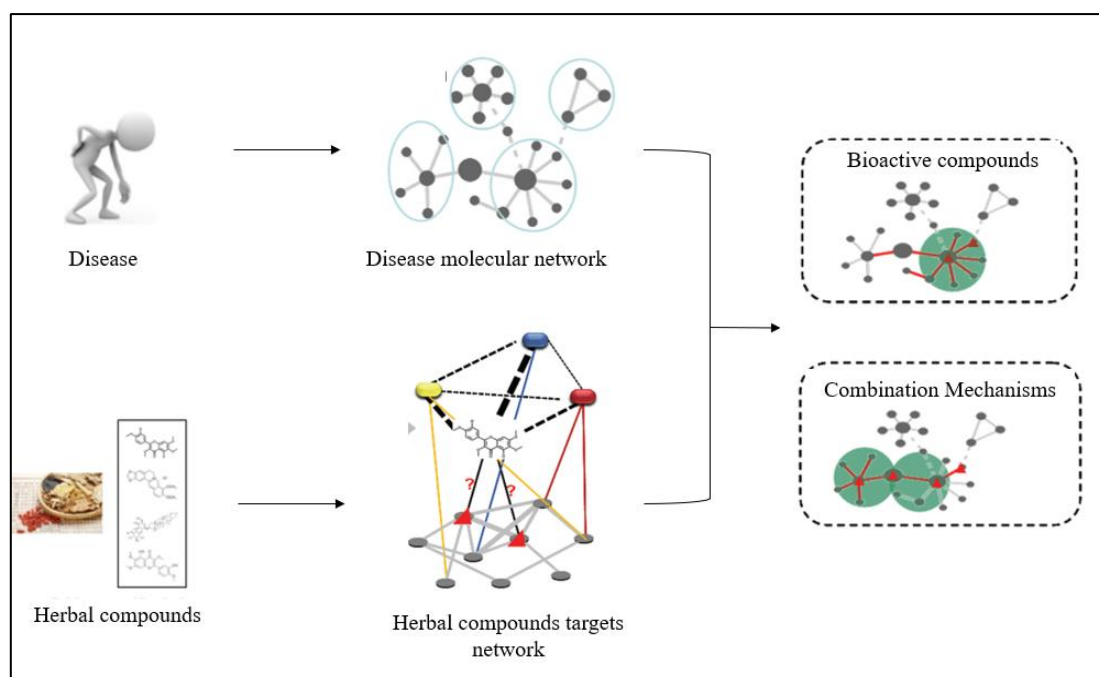 Disease
Disease molecular network
Bioactive compounds
Combination Mechanisms
?
?
Herbal compounds
Herbal compounds targets
network